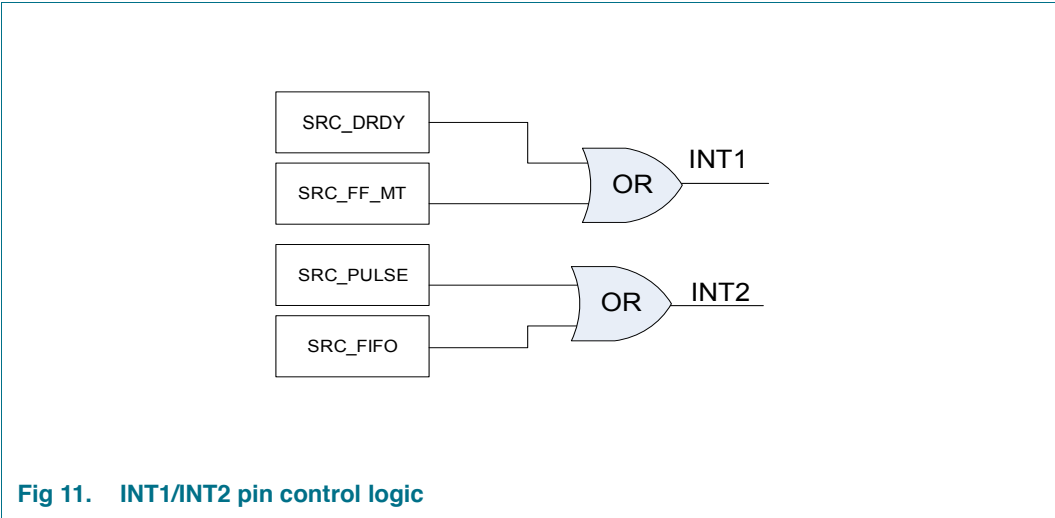 SRC_DRDY
SRC_FF_MT
OR
INT1
SRC_PULSE
SRC_FIFO
OR
INT2
Fig 11. INT1/INT2 pin control logic